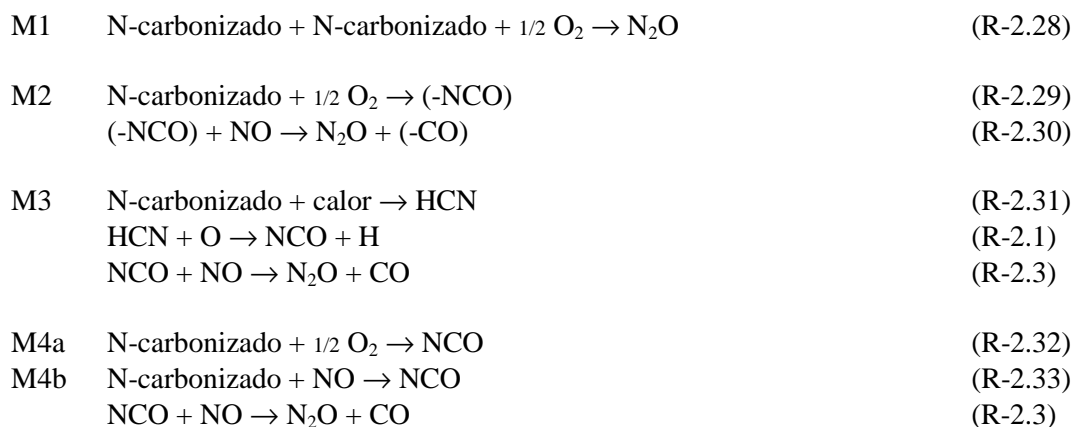 M1 N-carbonizado + N-carbonizado + 1/2 O₂ → N₂O (R-2.28)
M2 N-carbonizado + 1/2 O₂ → (-NCO) (R-2.29)
(-NCO) + NO → N₂O + (-CO) (R-2.30)
M3 N-carbonizado + calor → HCN (R-2.31)
HCN + O → NCO + H (R-2.1)
NCO + NO → N₂O + CO (R-2.3)
M4a N-carbonizado + 1/2 O₂ → NCO (R-2.32)
M4b N-carbonizado + NO → NCO (R-2.33)
NCO + NO → N₂O + CO (R-2.3)